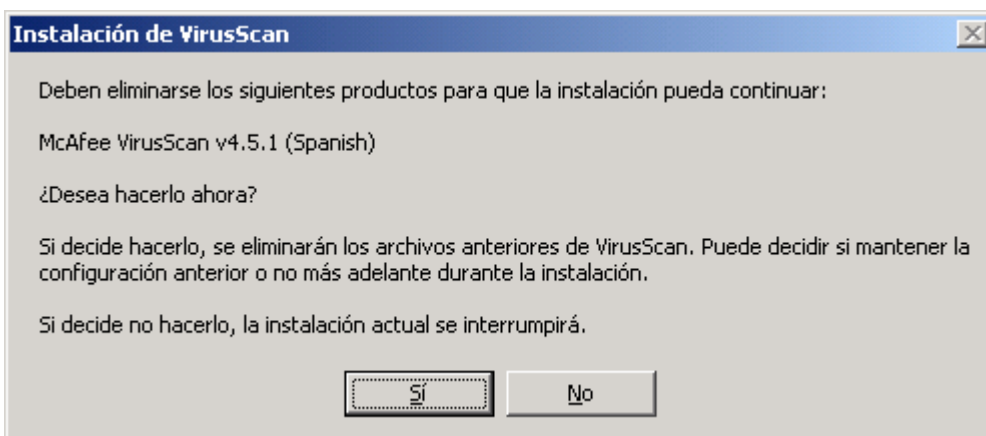 Instalación de VirusScan
Deben eliminarse los siguientes productos para que la instalación pueda continuar:
McAfee VirusScan v4.5.1 (Spanish)
¿Desea hacerlo ahora?
Si decide hacerlo, se eliminarán los archivos anteriores de VirusScan. Puede decidir si mantener la
configuración anterior o no más adelante durante la instalación.
Si decide no hacerlo, la instalación actual se interrumpirá.
Sí
No